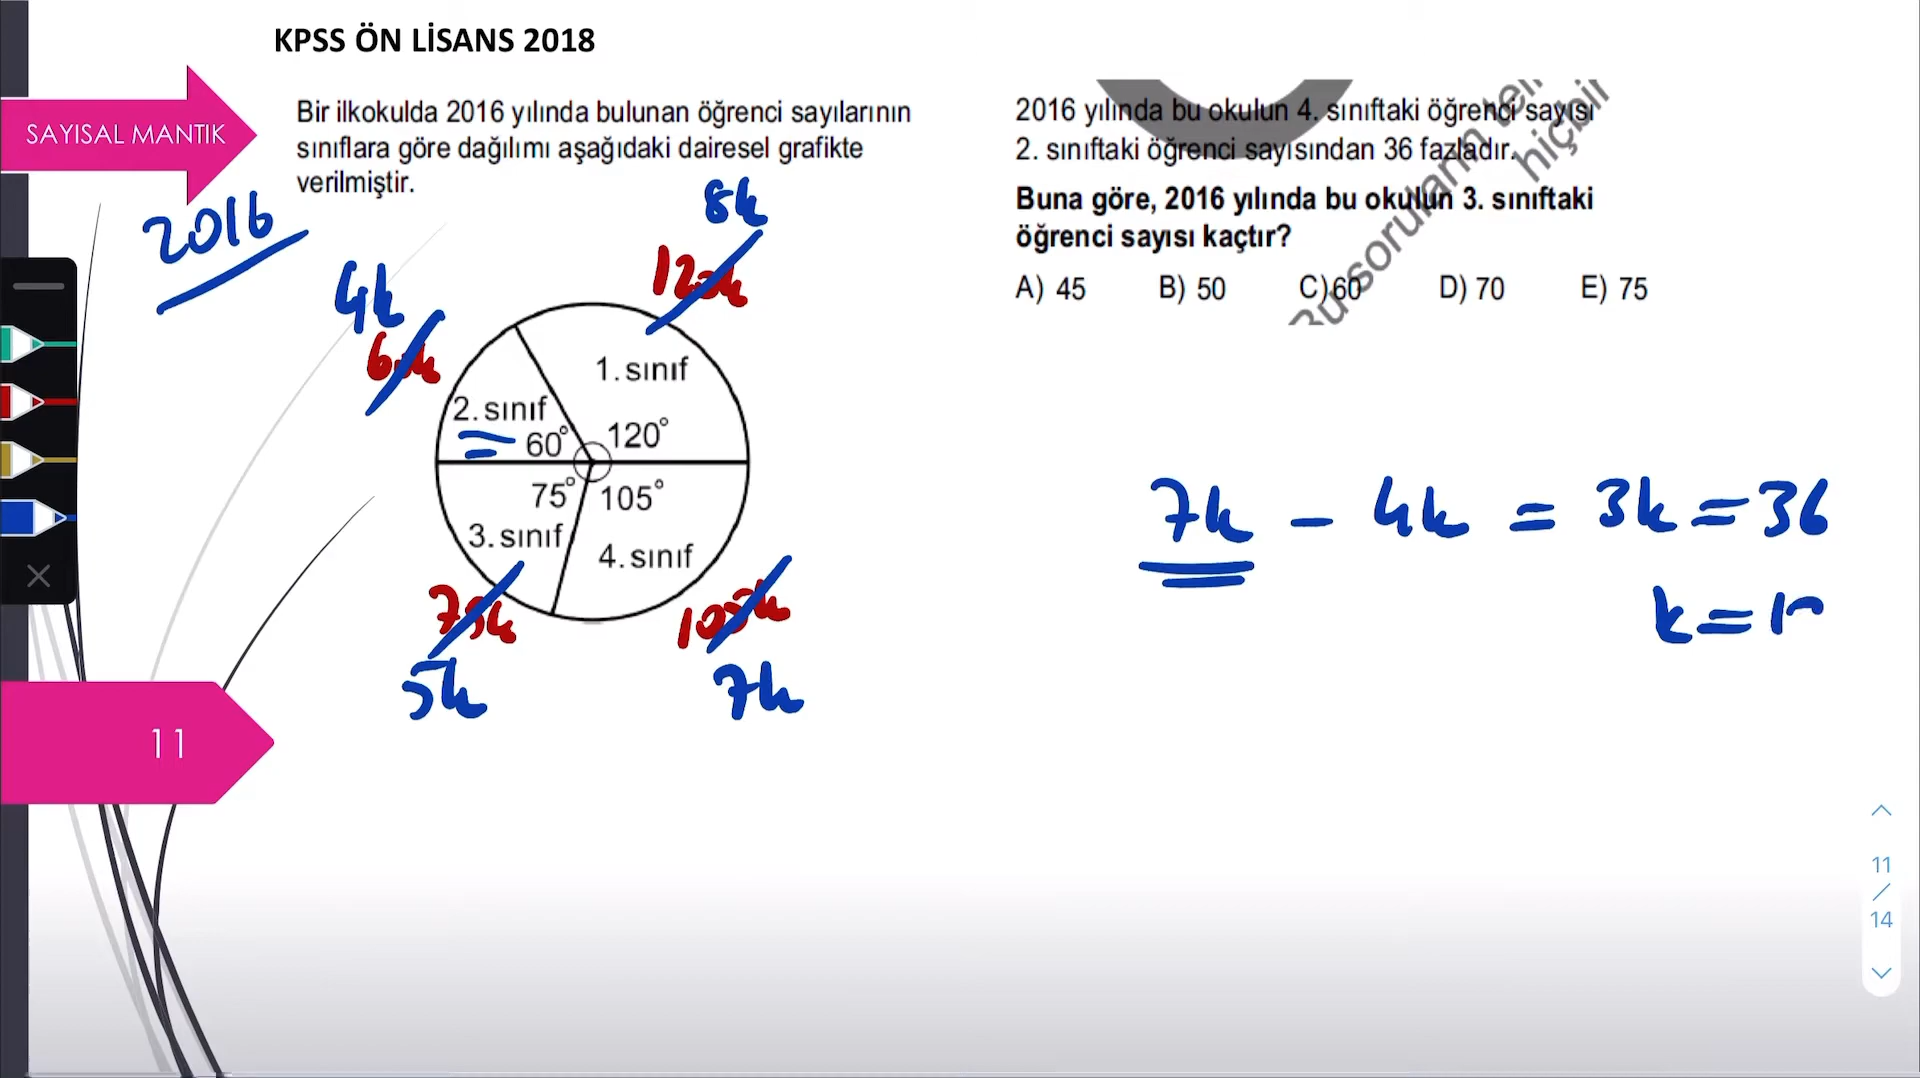 KPSS ÖN LİSANS 2018
SAYISAL MANTIK
Bir ilkokulda 2016 yılında bulunan öğrenci sayılarının
sınıflara göre dağılımı aşağıdaki dairesel grafikte
verilmiştir.
2016
8k
4k
1. sınıf
120°
2. sınıf
60°
75°
3. sınıf
105°
4. sınıf
75k
105k
5k
7k
2016 yılında bu okulun 4. sınıftaki öğrenci sayısı
2. sınıftaki öğrenci sayısından 36 fazladır.
Buna göre, 2016 yılında bu okulun 3. sınıftaki
öğrenci sayısı kaçtır?
A) 45 B) 50 C) 60 D) 70 E) 75
Bu soruların
hiçbir
7k - 4k = 3k = 36
k = 1
11
11
/
14